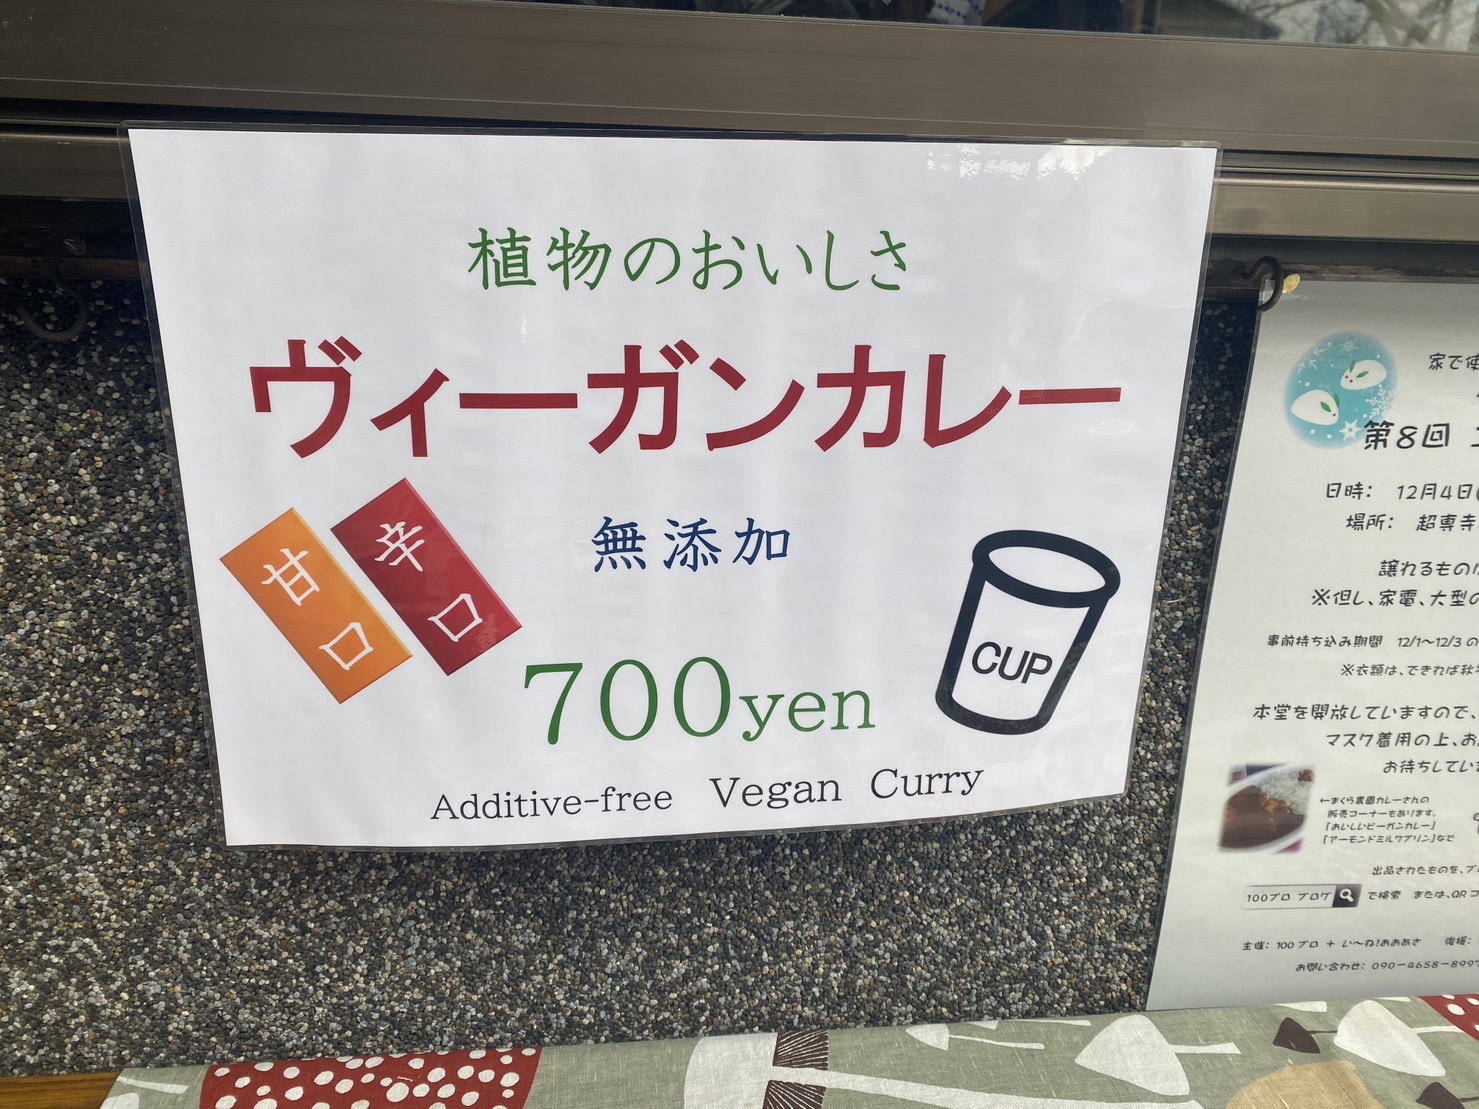 植物のおいしさ
ヴィーガンカレー
甘口
辛口
無添加
CUP
700yen
Additive-free Vegan Curry
家で使
第8回
日時： 12月4日
場所： 超専寺
譲れるものは
※但し、家電、大型の
事前持ち込み期間 12/1〜12/3の
※衣類は、できれば秋
本堂を開放していますので、
マスク着用の上、お
お待ちしてい
←まくら農園カレーさんの
販売コーナーもあります。
「おいしいビーガンカレー」
「アーモンドミルクプリン」など
出品されたものを、ブ
100プロ ブログ で検索 または、QRコ
主催： 100プロ + い〜ね!おおあさ 後援：
お問い合わせ： 090-4658-899